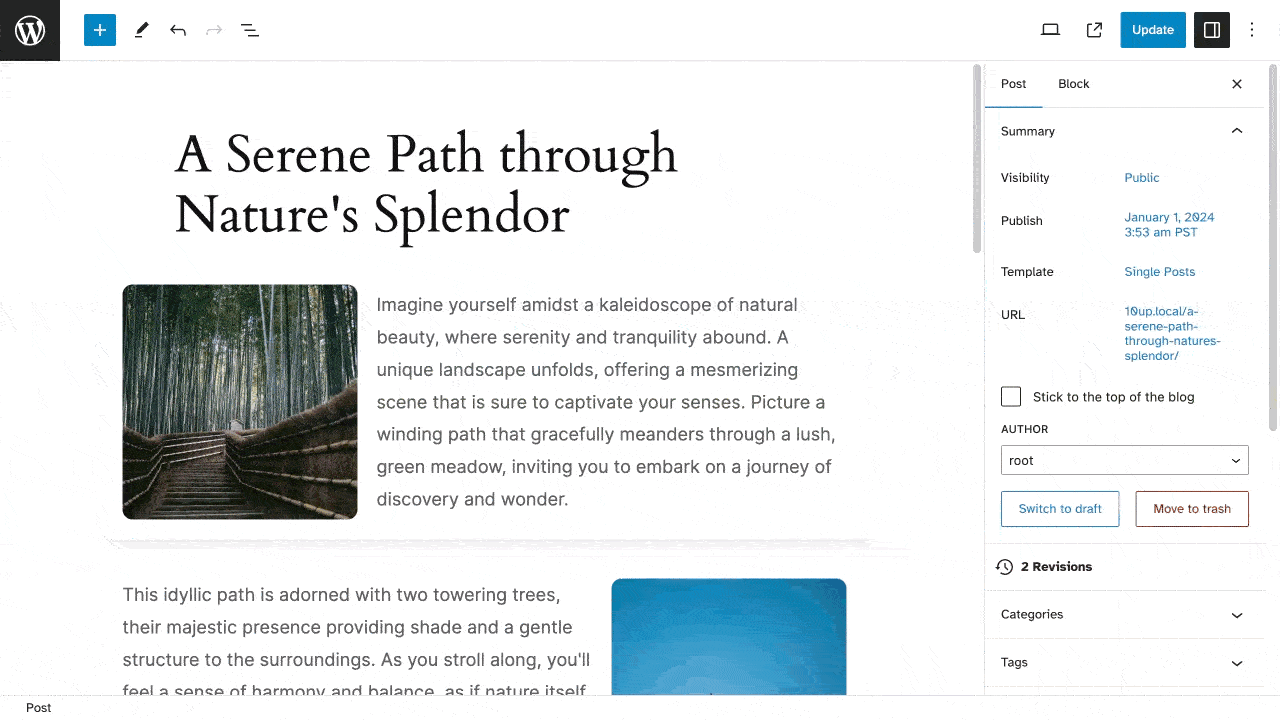 Update
Post Block
Summary
A Serene Path through
Nature's Splendor
Visibility Public
Publish January 1, 2024
3:53 am PST
Template Single Posts
URL 10up.local/a-
serene-path-
through-natures-
splendor/
Imagine yourself amidst a kaleidoscope of natural
beauty, where serenity and tranquility abound. A
unique landscape unfolds, offering a mesmerizing
scene that is sure to captivate your senses. Picture a
winding path that gracefully meanders through a lush,
green meadow, inviting you to embark on a journey of
discovery and wonder.
Stick to the top of the blog
AUTHOR
root
Switch to draft Move to trash
2 Revisions
Categories
Tags
This idyllic path is adorned with two towering trees,
their majestic presence providing shade and a gentle
structure to the surroundings. As you stroll along, you'll
feel a sense of harmony and balance, as if nature itself
Post